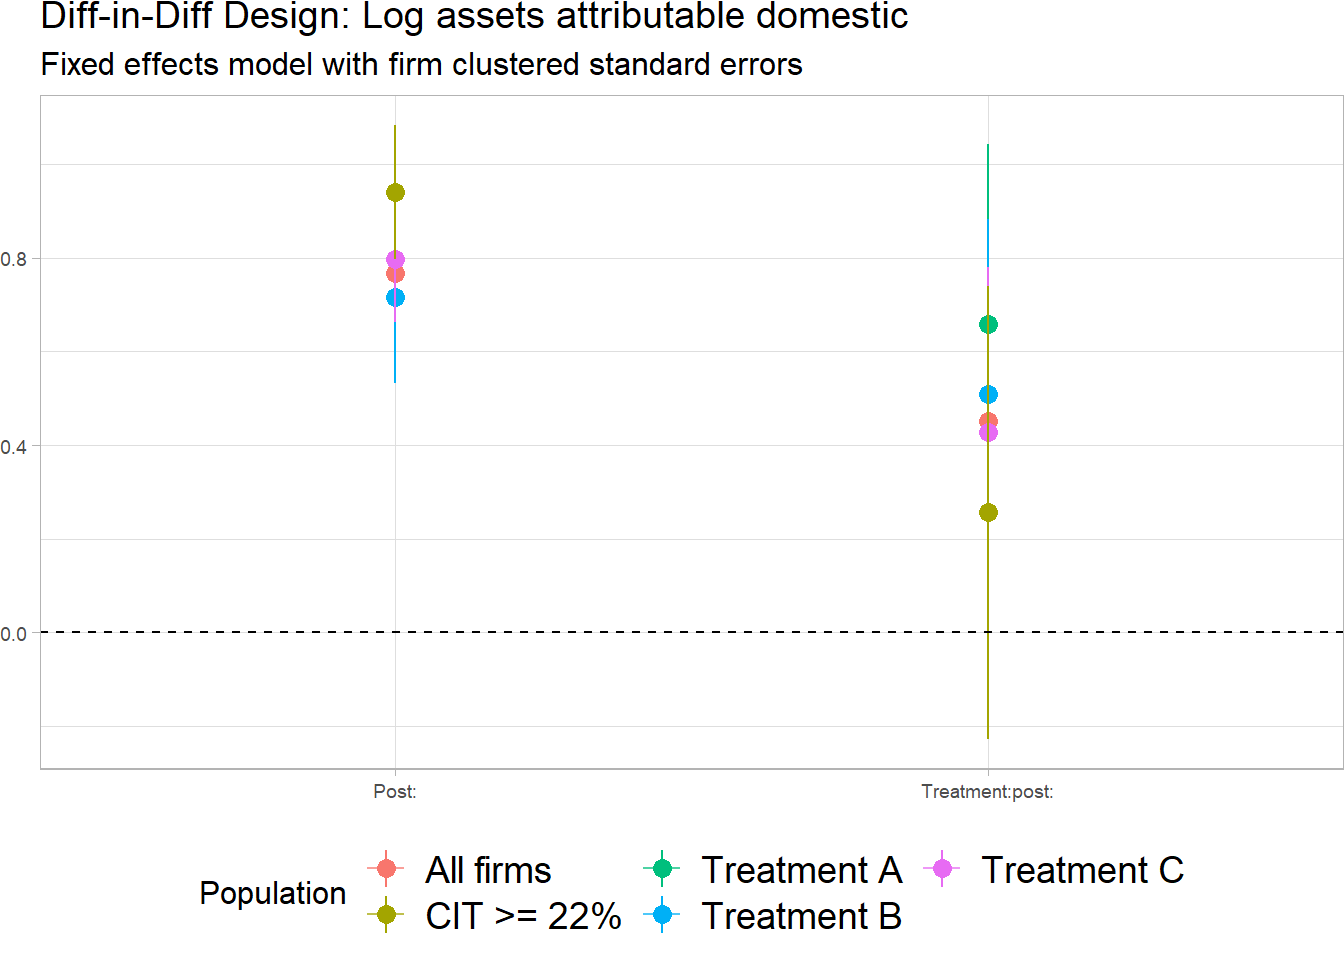 Diff-in-Diff Design: Log assets attributable domestic
Fixed effects model with firm clustered standard errors
0.8
0.4
0.0
Post:
Treatment:post:
Population
All firms
Treatment A
Treatment C
CIT >= 22%
Treatment B